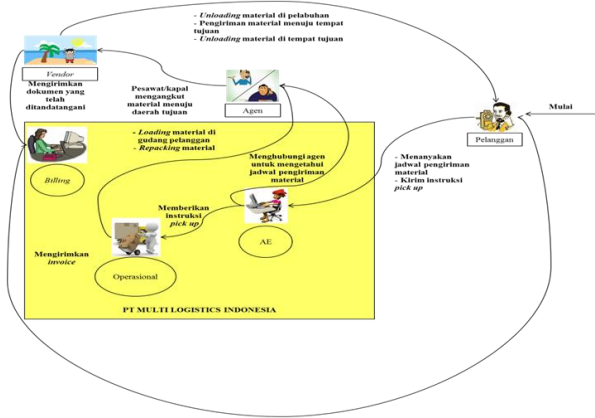 - Unloading material di pelabuhan
- Pengiriman material menuju tempat
tujuan
- Unloading material di tempat tujuan
Vendor
Mengirimkan
dokumen yang
telah
ditandatangani
Pesawat/kapal
mengangkut
material menuju
daerah tujuan
Agen
Mulai
Pelanggan
- Loading material di
gudang pelanggan
- Repacking material
Menghubungi agen
untuk mengetahui
jadwal pengiriman
material
- Menanyakan
jadwal pengiriman
material
- Kirim instruksi
pick up
Billing
Memberikan
instruksi
pick up
AE
Mengirimkan
invoice
Operasional
PT MULTI LOGISTICS INDONESIA